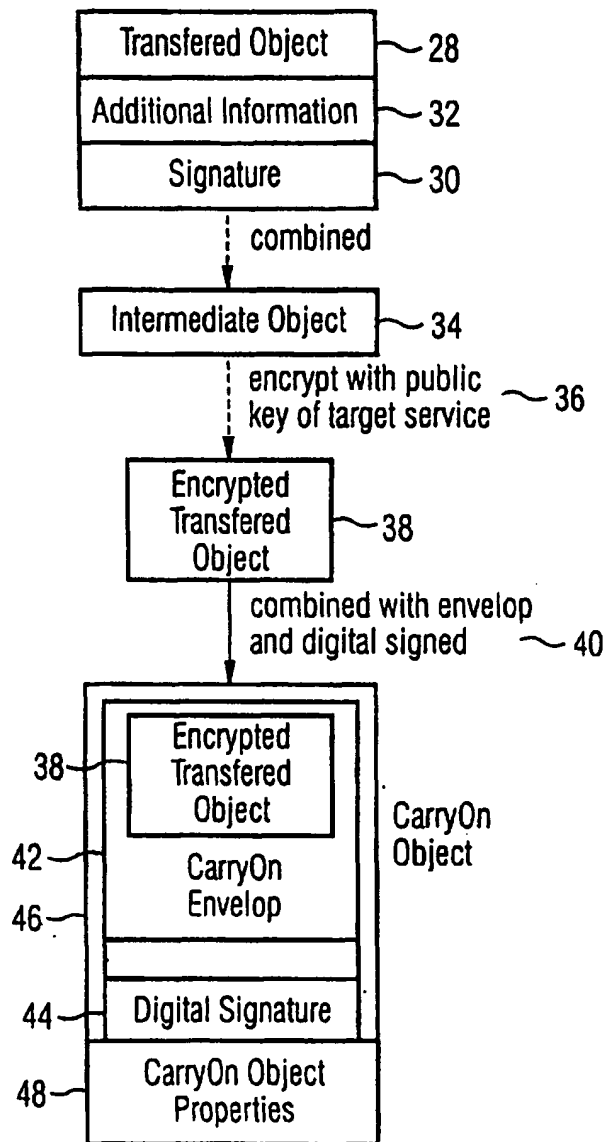 Transfered Object 28
Additional Information 32
Signature 30
combined
Intermediate Object 34
encrypt with public
key of target service 36
Encrypted
Transfered
Object 38
combined with envelop
and digital signed 40
38 Encrypted
Transfered
Object
42 CarryOn
Envelop
46
CarryOn
Object
44 Digital Signature
48 CarryOn Object
Properties